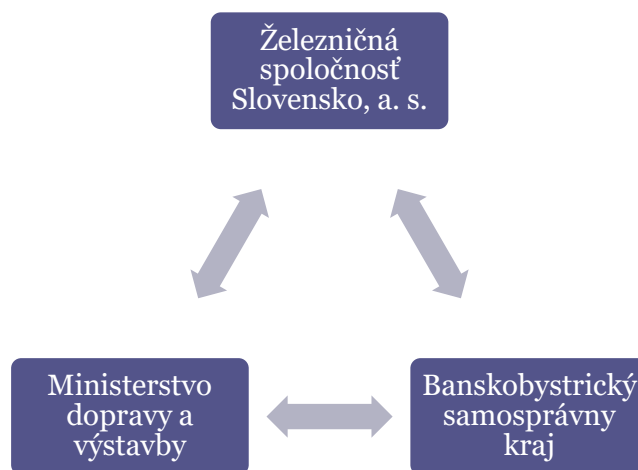 Železničná
spoločnosť
Slovensko, a. s.
Ministerstvo
dopravy a
výstavby
Banskobystrický
samosprávny
kraj